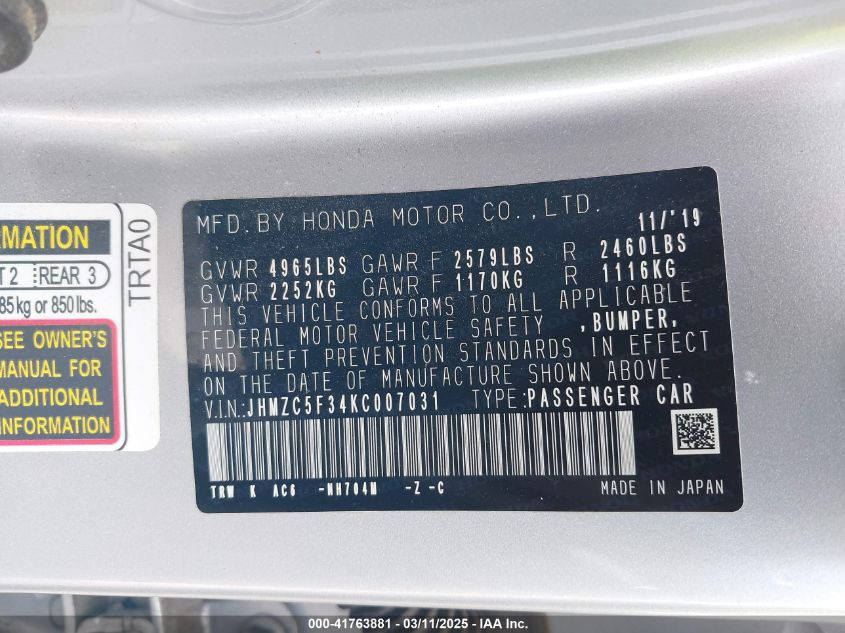 MFD. BY HONDA MOTOR CO., LTD. 11/'19
GVWR 4965LBS GAWR F 2579LBS R 2460LBS
GVWR 2252KG GAWR F 1170KG R 1116KG
THIS VEHICLE CONFORMS TO ALL APPLICABLE
FEDERAL MOTOR VEHICLE SAFETY ,BUMPER,
AND THEFT PREVENTION STANDARDS IN EFFECT
ON THE DATE OF MANUFACTURE SHOWN ABOVE.
V.I.N.: JHMZC5F34KC007031 TYPE:PASSENGER CAR
TRW K AC6 -NH704M -Z -C MADE IN JAPAN
RMATION
T 2 REAR 3
85 kg or 850 lbs.
SEE OWNER'S
MANUAL FOR
ADDITIONAL
INFORMATION
TRTA0
000-41763881 - 03/11/2025 - IAA Inc.